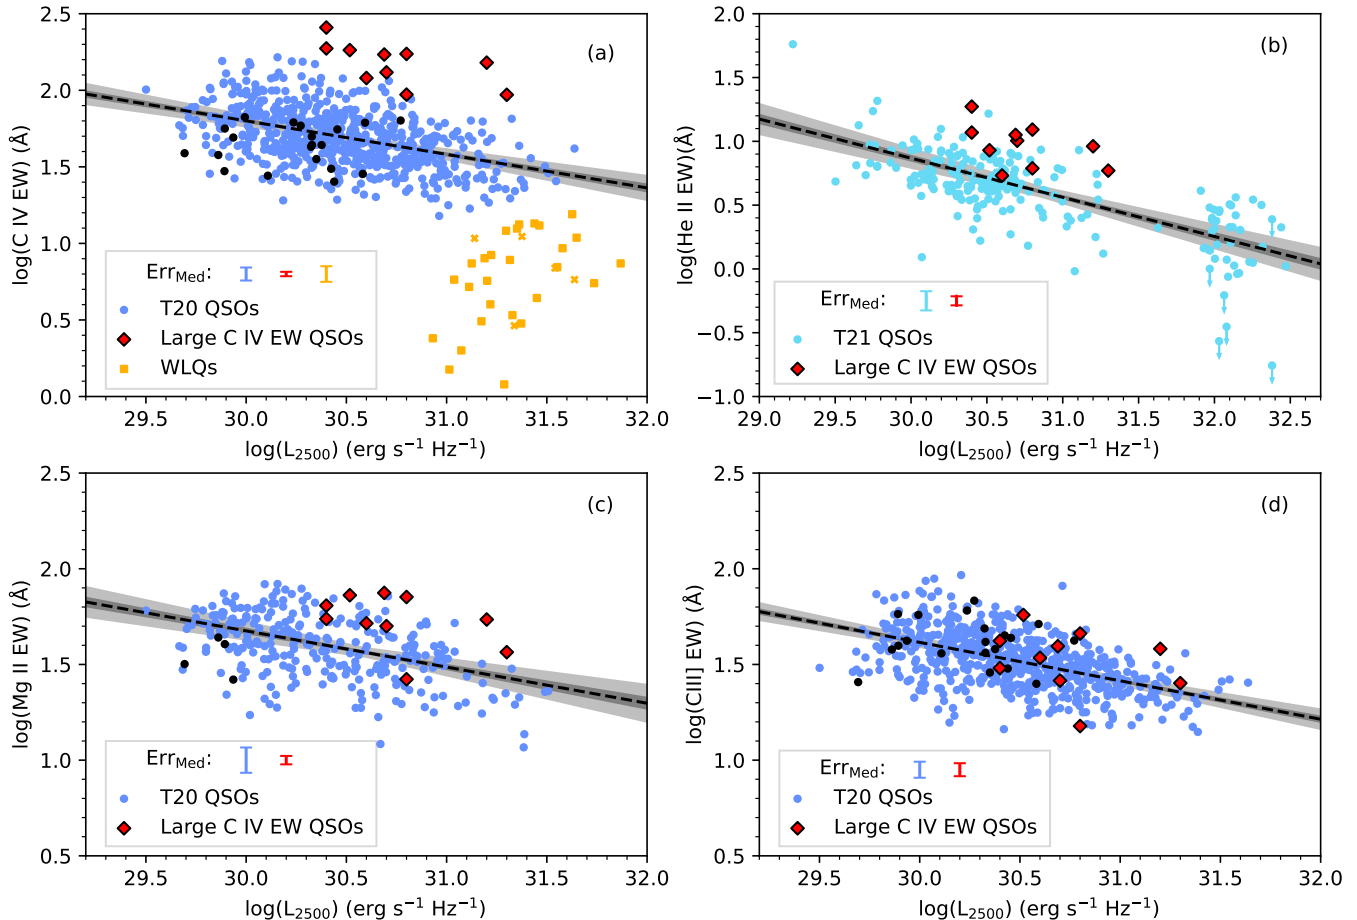 2.5
2.0
1.5
1.0
0.5
0.0
log(C IV EW) (Å)
(a)
Err_Med:
T20 QSOs
Large C IV EW QSOs
WLQs
29.5 30.0 30.5 31.0 31.5 32.0
log(L_2500) (erg s⁻¹ Hz⁻¹)
2.0
1.5
1.0
0.5
0.0
−0.5
−1.0
log(He II EW)(Å)
(b)
Err_Med:
T21 QSOs
Large C IV EW QSOs
29.0 29.5 30.0 30.5 31.0 31.5 32.0 32.5
log(L_2500) (erg s⁻¹ Hz⁻¹)
2.5
2.0
1.5
1.0
0.5
log(Mg II EW) (Å)
(c)
Err_Med:
T20 QSOs
Large C IV EW QSOs
29.5 30.0 30.5 31.0 31.5 32.0
log(L_2500) (erg s⁻¹ Hz⁻¹)
2.5
2.0
1.5
1.0
0.5
log(CIII] EW) (Å)
(d)
Err_Med:
T20 QSOs
Large C IV EW QSOs
29.5 30.0 30.5 31.0 31.5 32.0
log(L_2500) (erg s⁻¹ Hz⁻¹)